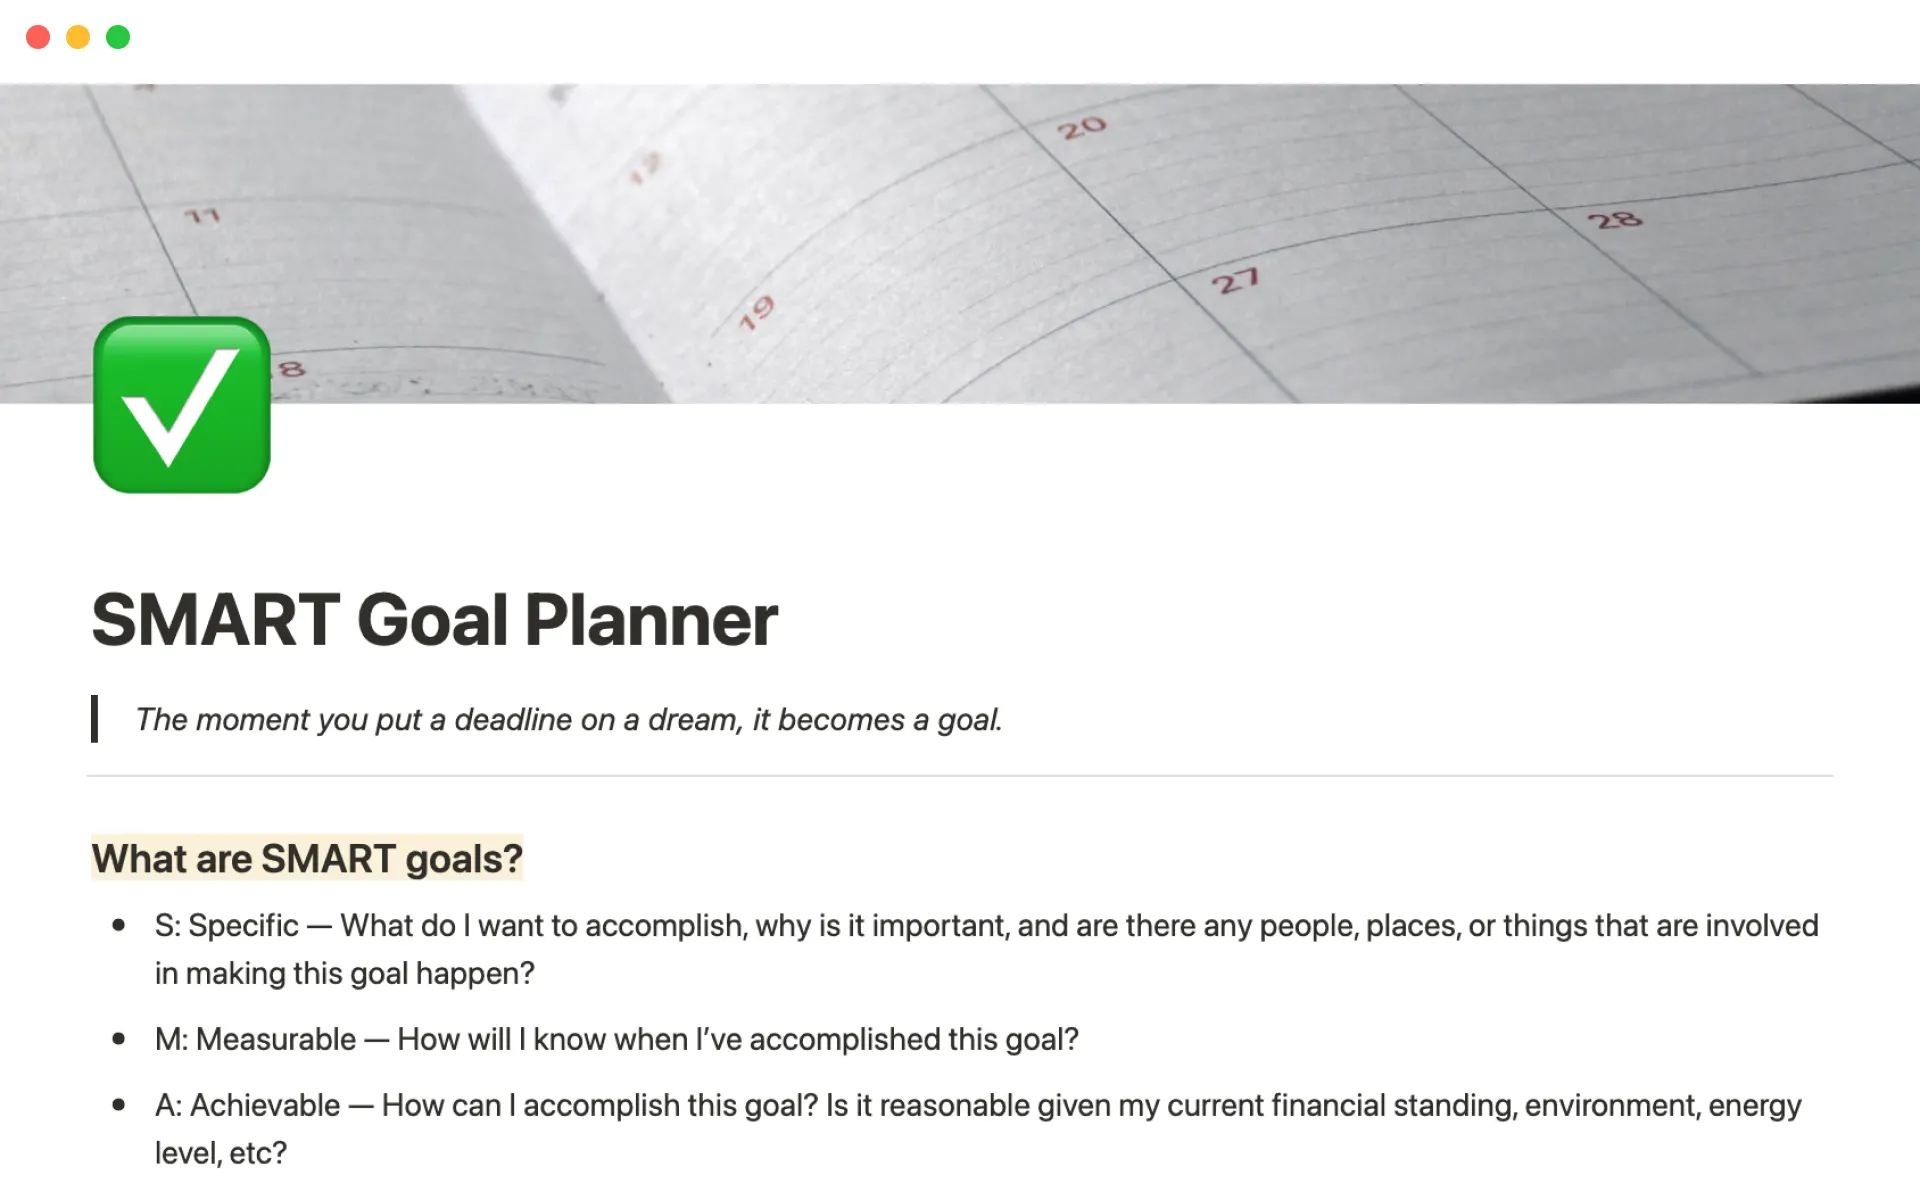 20
12
11
28
27
19
8
SMART Goal Planner
The moment you put a deadline on a dream, it becomes a goal.
What are SMART goals?
S: Specific — What do I want to accomplish, why is it important, and are there any people, places, or things that are involved
in making this goal happen?
M: Measurable — How will I know when I’ve accomplished this goal?
A: Achievable — How can I accomplish this goal? Is it reasonable given my current financial standing, environment, energy
level, etc?